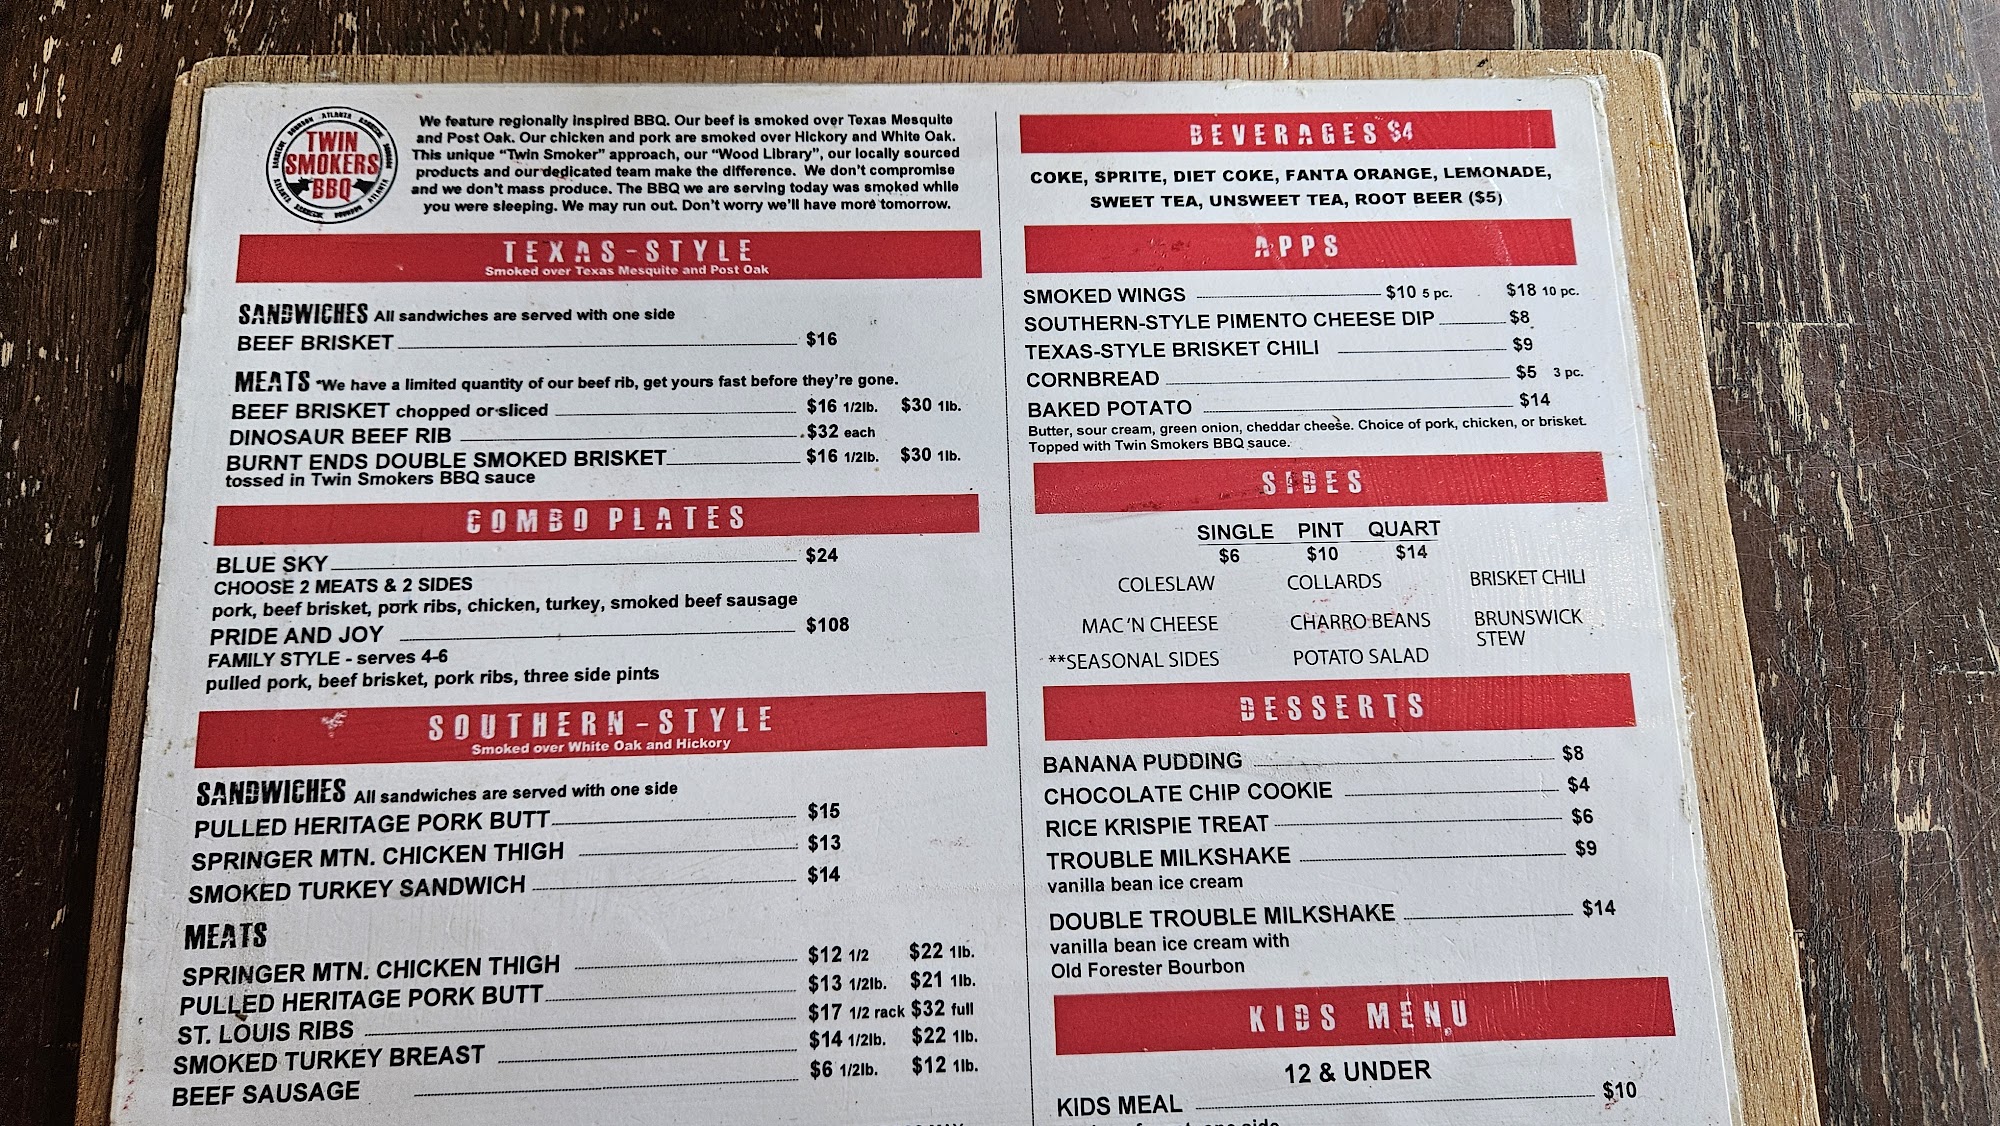 TWIN
SMOKERS
BBQ
ATLANTA
BOURBON
BARBECUE
We feature regionally inspired BBQ. Our beef is smoked over Texas Mesquite
and Post Oak. Our chicken and pork are smoked over Hickory and White Oak.
This unique “Twin Smoker” approach, our “Wood Library”, our locally sourced
products and our dedicated team make the difference. We don't compromise
and we don't mass produce. The BBQ we are serving today was smoked while
you were sleeping. We may run out. Don't worry we'll have more tomorrow.
TEXAS-STYLE
Smoked over Texas Mesquite and Post Oak
SANDWICHES All sandwiches are served with one side
BEEF BRISKET $16
MEATS *We have a limited quantity of our beef rib, get yours fast before they're gone.
BEEF BRISKET chopped or sliced $16 1/2lb. $30 1lb.
DINOSAUR BEEF RIB $32 each
BURNT ENDS DOUBLE SMOKED BRISKET $16 1/2lb. $30 1lb.
tossed in Twin Smokers BBQ sauce
COMBO PLATES
BLUE SKY $24
CHOOSE 2 MEATS & 2 SIDES
pork, beef brisket, pork ribs, chicken, turkey, smoked beef sausage
PRIDE AND JOY $108
FAMILY STYLE - serves 4-6
pulled pork, beef brisket, pork ribs, three side pints
SOUTHERN-STYLE
Smoked over White Oak and Hickory
SANDWICHES All sandwiches are served with one side
PULLED HERITAGE PORK BUTT $15
SPRINGER MTN. CHICKEN THIGH $13
SMOKED TURKEY SANDWICH $14
MEATS
SPRINGER MTN. CHICKEN THIGH $12 1/2 $22 1lb.
PULLED HERITAGE PORK BUTT $13 1/2lb. $21 1lb.
ST. LOUIS RIBS $17 1/2 rack $32 full
SMOKED TURKEY BREAST $14 1/2lb. $22 1lb.
BEEF SAUSAGE $6 1/2lb. $12 1lb.
BEVERAGES $4
COKE, SPRITE, DIET COKE, FANTA ORANGE, LEMONADE,
SWEET TEA, UNSWEET TEA, ROOT BEER ($5)
APPS
SMOKED WINGS $10 5 pc. $18 10 pc.
SOUTHERN-STYLE PIMENTO CHEESE DIP $8
TEXAS-STYLE BRISKET CHILI $9
CORNBREAD $5 3 pc.
BAKED POTATO $14
Butter, sour cream, green onion, cheddar cheese. Choice of pork, chicken, or brisket.
Topped with Twin Smokers BBQ sauce.
SIDES
SINGLE PINT QUART
$6 $10 $14
COLESLAW COLLARDS BRISKET CHILI
MAC 'N CHEESE CHARRO BEANS BRUNSWICK
STEW
**SEASONAL SIDES POTATO SALAD
DESSERTS
BANANA PUDDING $8
CHOCOLATE CHIP COOKIE $4
RICE KRISPIE TREAT $6
TROUBLE MILKSHAKE $9
vanilla bean ice cream
DOUBLE TROUBLE MILKSHAKE $14
vanilla bean ice cream with
Old Forester Bourbon
KIDS MENU
12 & UNDER
KIDS MEAL $10